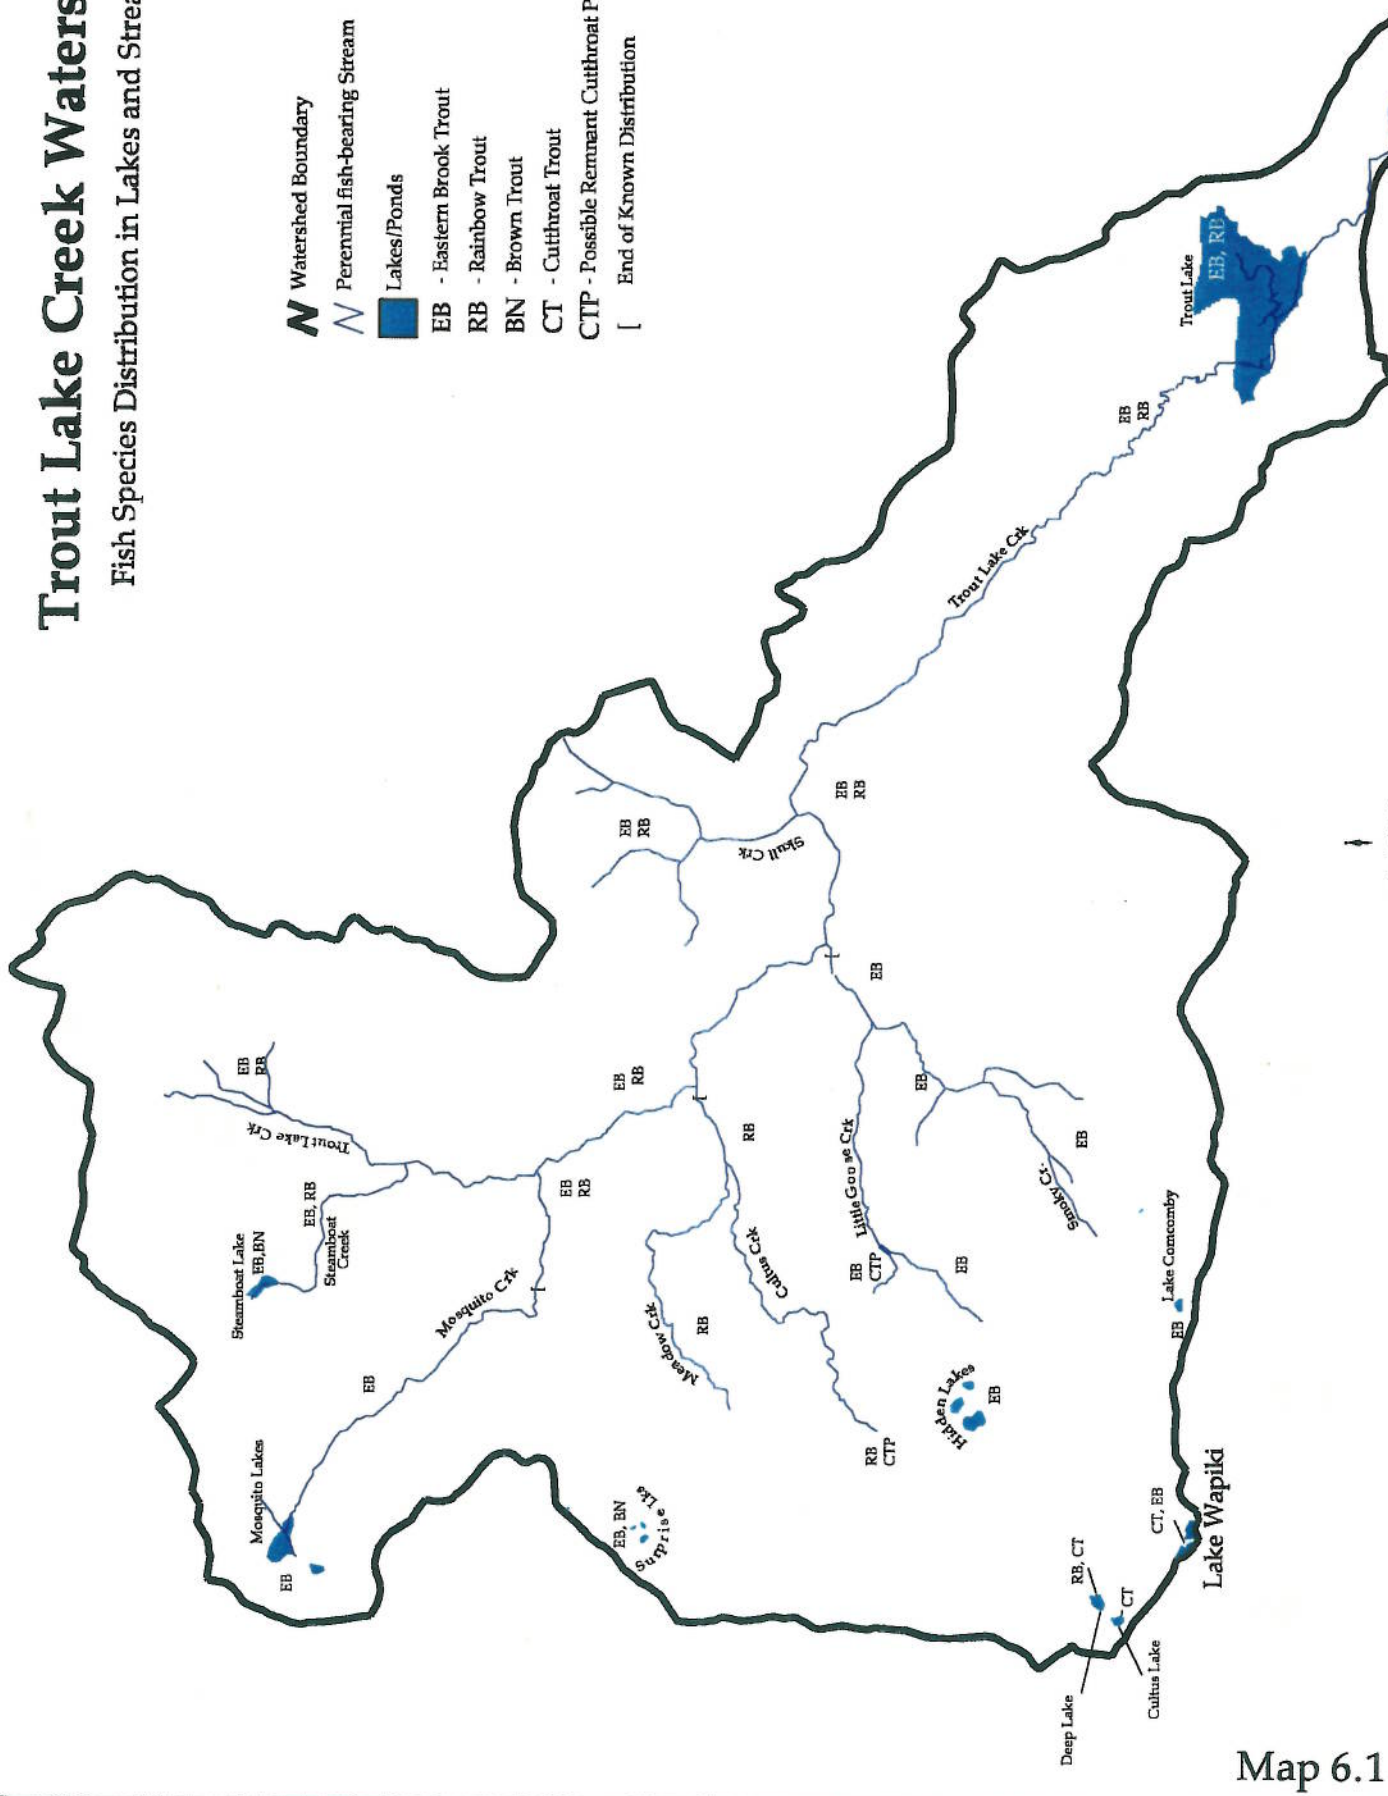 Trout Lake Creek Waters
Fish Species Distribution in Lakes and Strea
Watershed Boundary
Perennial fish-bearing Stream
Lakes/Ponds
EB - Eastern Brook Trout
RB - Rainbow Trout
BN - Brown Trout
CT - Cutthroat Trout
CTP - Possible Remnant Cutthroat P
[ End of Known Distribution
Mosquito Lakes
EB
EB
Mosquito Crk
Steamboat Lake
EB,BN
EB, RB
Steamboat
Creek
Trout Lake Crk
EB
RB
EB
RB
EB
RB
EB
RB
Skull Crk
EB
RB
Trout Lake Crk
EB
RB
Trout Lake
EB, RB
EB, BN
Surprise Lks
Meadow Crk
RB
RB
Cultus Crk
RB
CTP
Little Goose Crk
EB
CTP
EB
EB
EB
EB
Smoky Cr.
Hidden Lakes
EB
Lake Comcomby
EB
CT, EB
Lake Wapiki
RB, CT
CT
Deep Lake
Cultus Lake
Map 6.1